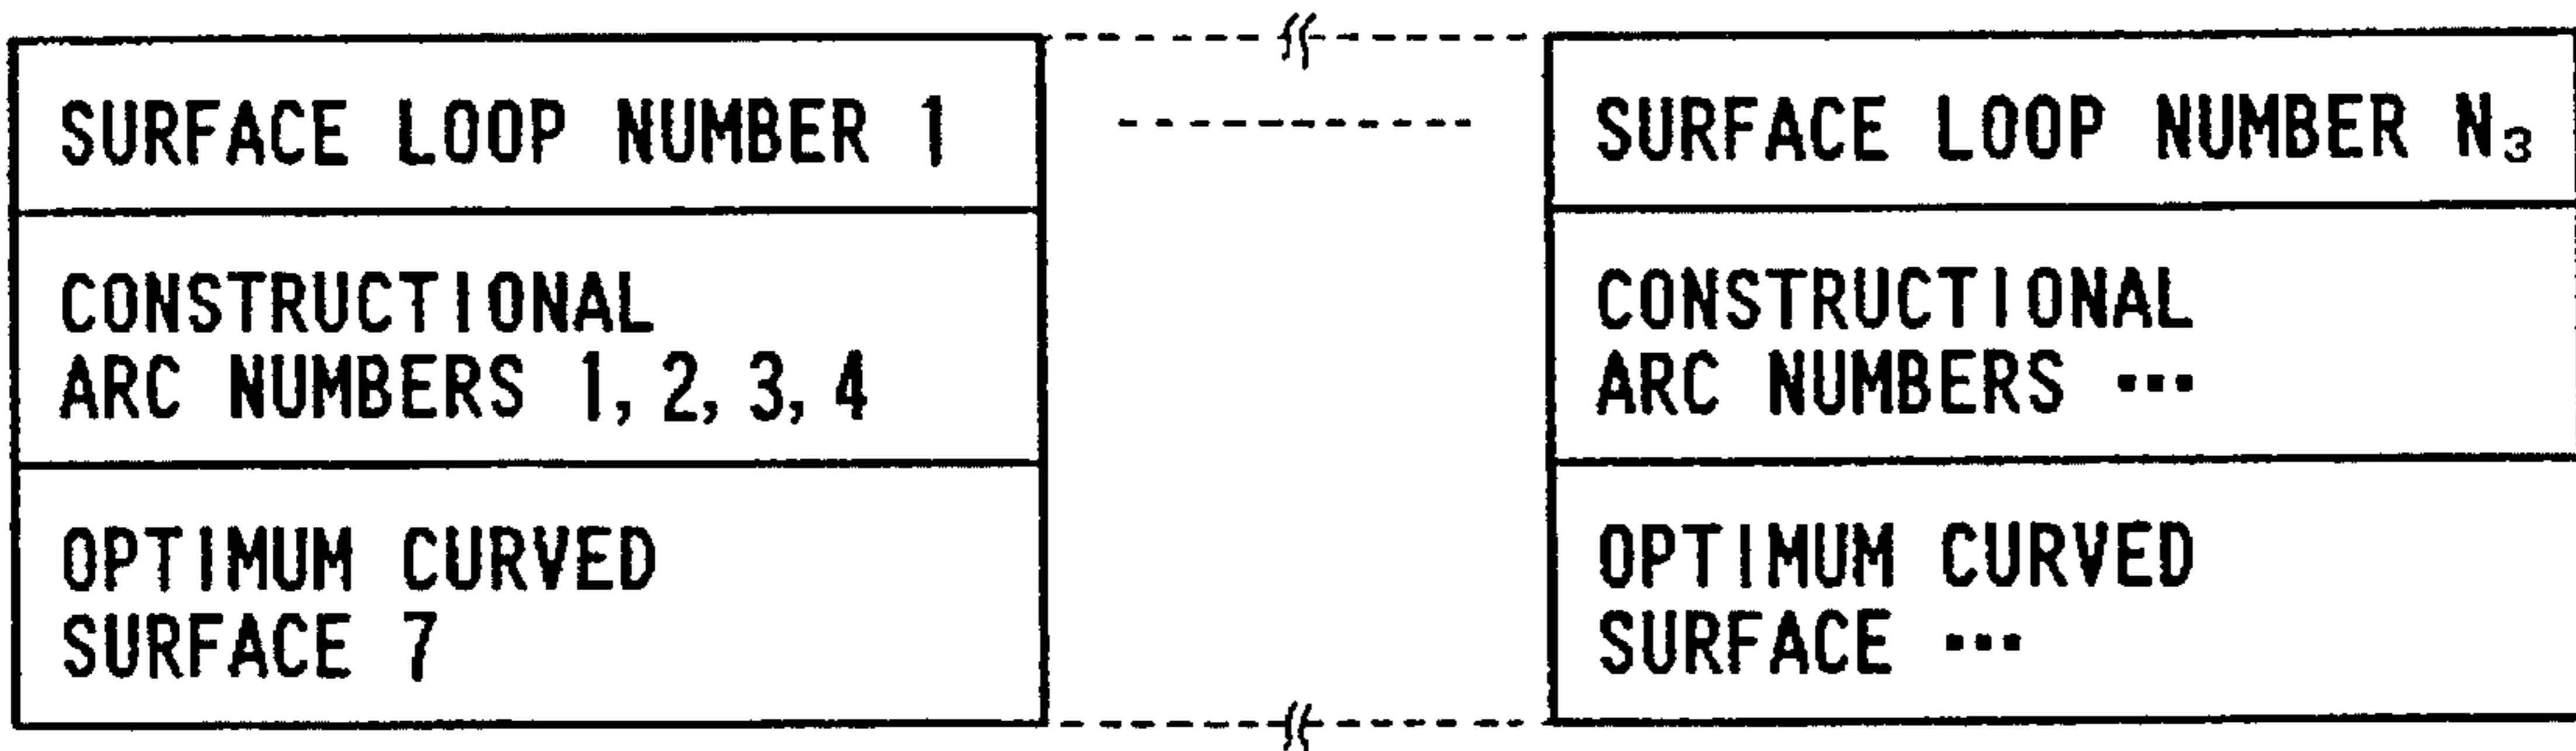 SURFACE LOOP NUMBER 1
CONSTRUCTIONAL
ARC NUMBERS 1, 2, 3, 4
OPTIMUM CURVED
SURFACE 7
SURFACE LOOP NUMBER N₃
CONSTRUCTIONAL
ARC NUMBERS ···
OPTIMUM CURVED
SURFACE ···